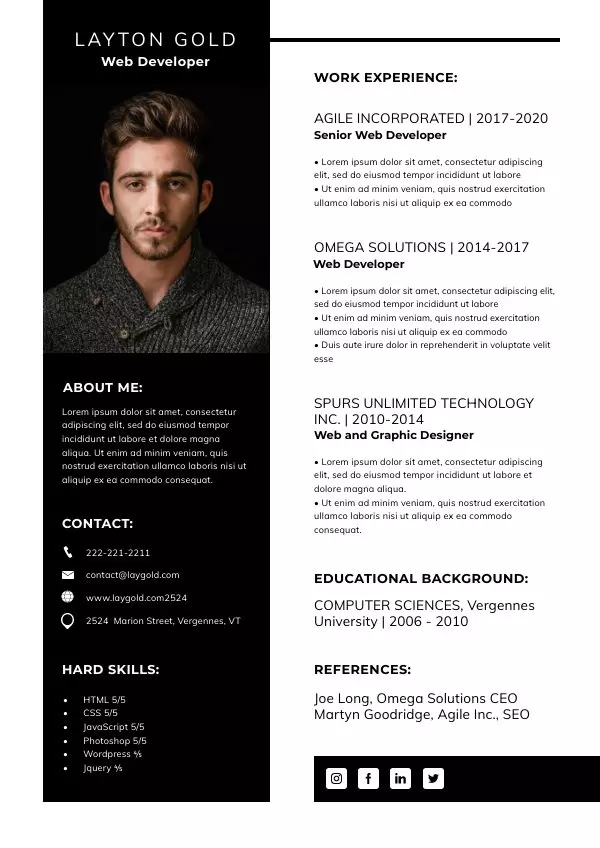 LAYTON GOLD
Web Developer
ABOUT ME:
Lorem ipsum dolor sit amet, consectetur
adipiscing elit, sed do eiusmod tempor
incididunt ut labore et dolore magna
aliqua. Ut enim ad minim veniam, quis
nostrud exercitation ullamco laboris nisi ut
aliquip ex ea commodo consequat.
CONTACT:
222-221-2211
contact@laygold.com
www.laygold.com2524
2524 Marion Street, Vergennes, VT
HARD SKILLS:
• HTML 5/5
• CSS 5/5
• JavaScript 5/5
• Photoshop 5/5
• Wordpress ⅘
• Jquery ⅘
WORK EXPERIENCE:
AGILE INCORPORATED | 2017-2020
Senior Web Developer
• Lorem ipsum dolor sit amet, consectetur adipiscing
elit, sed do eiusmod tempor incididunt ut labore
• Ut enim ad minim veniam, quis nostrud exercitation
ullamco laboris nisi ut aliquip ex ea commodo
OMEGA SOLUTIONS | 2014-2017
Web Developer
• Lorem ipsum dolor sit amet, consectetur adipiscing elit,
sed do eiusmod tempor incididunt ut labore
• Ut enim ad minim veniam, quis nostrud exercitation
ullamco laboris nisi ut aliquip ex ea commodo
• Duis aute irure dolor in reprehenderit in voluptate velit
esse
SPURS UNLIMITED TECHNOLOGY
INC. | 2010-2014
Web and Graphic Designer
• Lorem ipsum dolor sit amet, consectetur adipiscing
elit, sed do eiusmod tempor incididunt ut labore et
dolore magna aliqua.
• Ut enim ad minim veniam, quis nostrud exercitation
ullamco laboris nisi ut aliquip ex ea commodo
consequat.
EDUCATIONAL BACKGROUND:
COMPUTER SCIENCES, Vergennes
University | 2006 - 2010
REFERENCES:
Joe Long, Omega Solutions CEO
Martyn Goodridge, Agile Inc., SEO